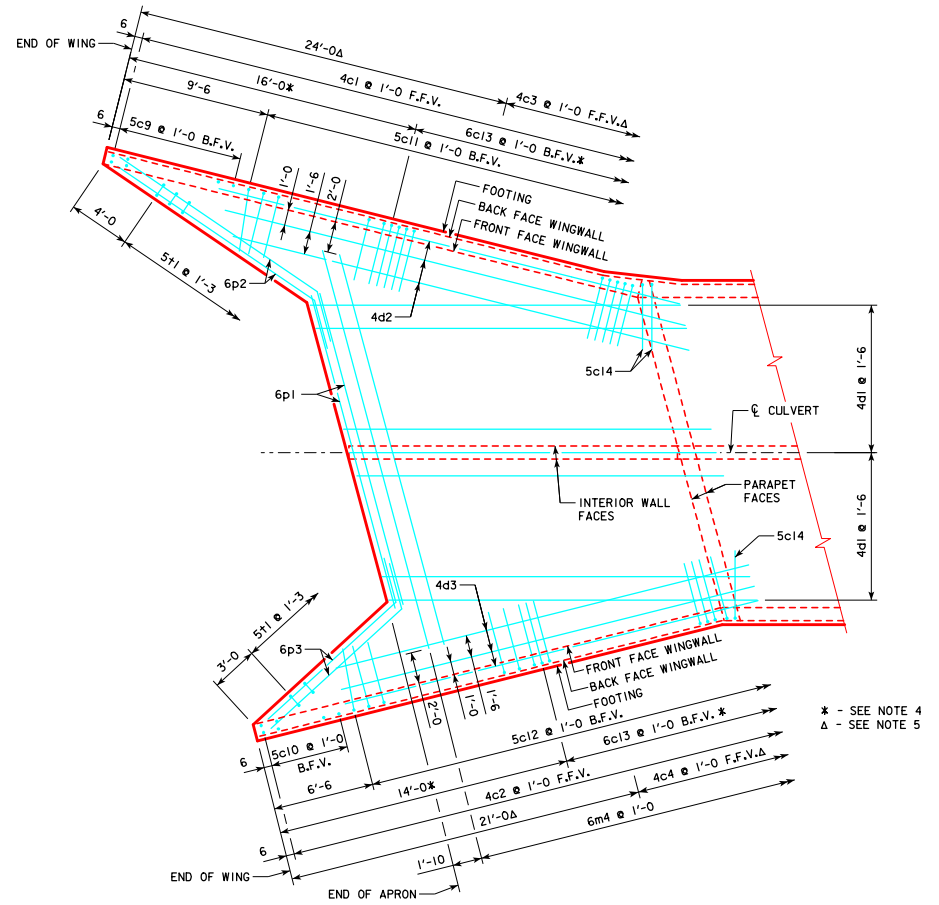 6
END OF WING
24'-0Δ
4c1 @ 1'-0 F.F.V.
4c3 @ 1'-0 F.F.V.Δ
16'-0*
9'-6
6c13 @ 1'-0 B.F.V.*
5c11 @ 1'-0 B.F.V.
6
5c9 @ 1'-0 B.F.V.
1'-0
1'-6
2'-0
FOOTING
BACK FACE WINGWALL
FRONT FACE WINGWALL
4'-0
5t1 @ 1'-3
6p2
4d2
5c14
4d1 @ 1'-6
6p1
℄ CULVERT
INTERIOR WALL
FACES
PARAPET
FACES
4d1 @ 1'-6
5c14
4d3
5t1 @ 1'-3
3'-0
6p3
FRONT FACE WINGWALL
BACK FACE WINGWALL
FOOTING
2'-0
1'-0
1'-6
* - SEE NOTE 4
Δ - SEE NOTE 5
6
5c10 @ 1'-0
B.F.V.
5c12 @ 1'-0 B.F.V.
6c13 @ 1'-0 B.F.V. *
6'-6
14'-0*
4c2 @ 1'-0 F.F.V.
4c4 @ 1'-0 F.F.V.Δ
21'-0Δ
6m4 @ 1'-0
6
1'-10
END OF WING
END OF APRON